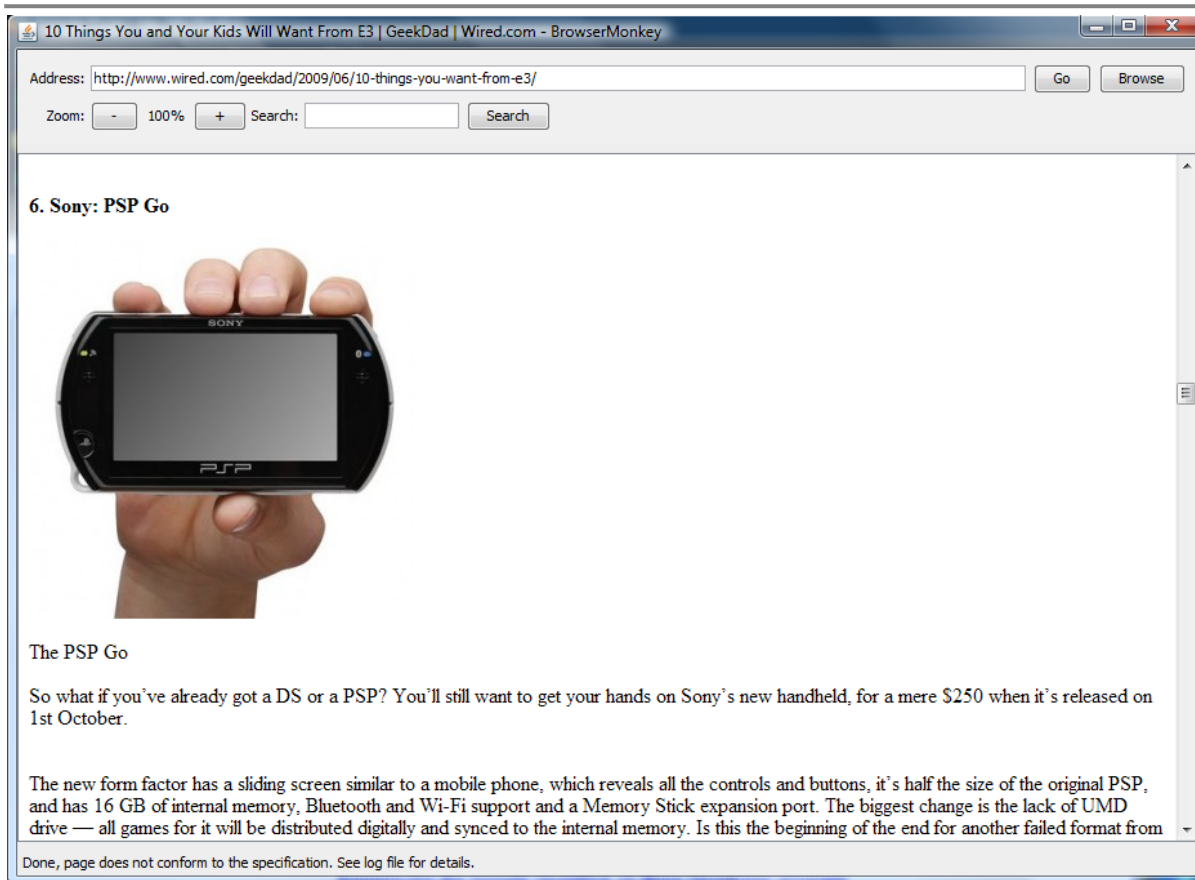 10 Things You and Your Kids Will Want From E3 | GeekDad | Wired.com - BrowserMonkey
Address: http://www.wired.com/geekdad/2009/06/10-things-you-want-from-e3/ Go Browse
Zoom: - 100% + Search: Search
6. Sony: PSP Go
SONY
PSP
The PSP Go
So what if you’ve already got a DS or a PSP? You’ll still want to get your hands on Sony’s new handheld, for a mere $250 when it’s released on
1st October.
The new form factor has a sliding screen similar to a mobile phone, which reveals all the controls and buttons, it’s half the size of the original PSP,
and has 16 GB of internal memory, Bluetooth and Wi-Fi support and a Memory Stick expansion port. The biggest change is the lack of UMD
drive — all games for it will be distributed digitally and synced to the internal memory. Is this the beginning of the end for another failed format from
Done, page does not conform to the specification. See log file for details.